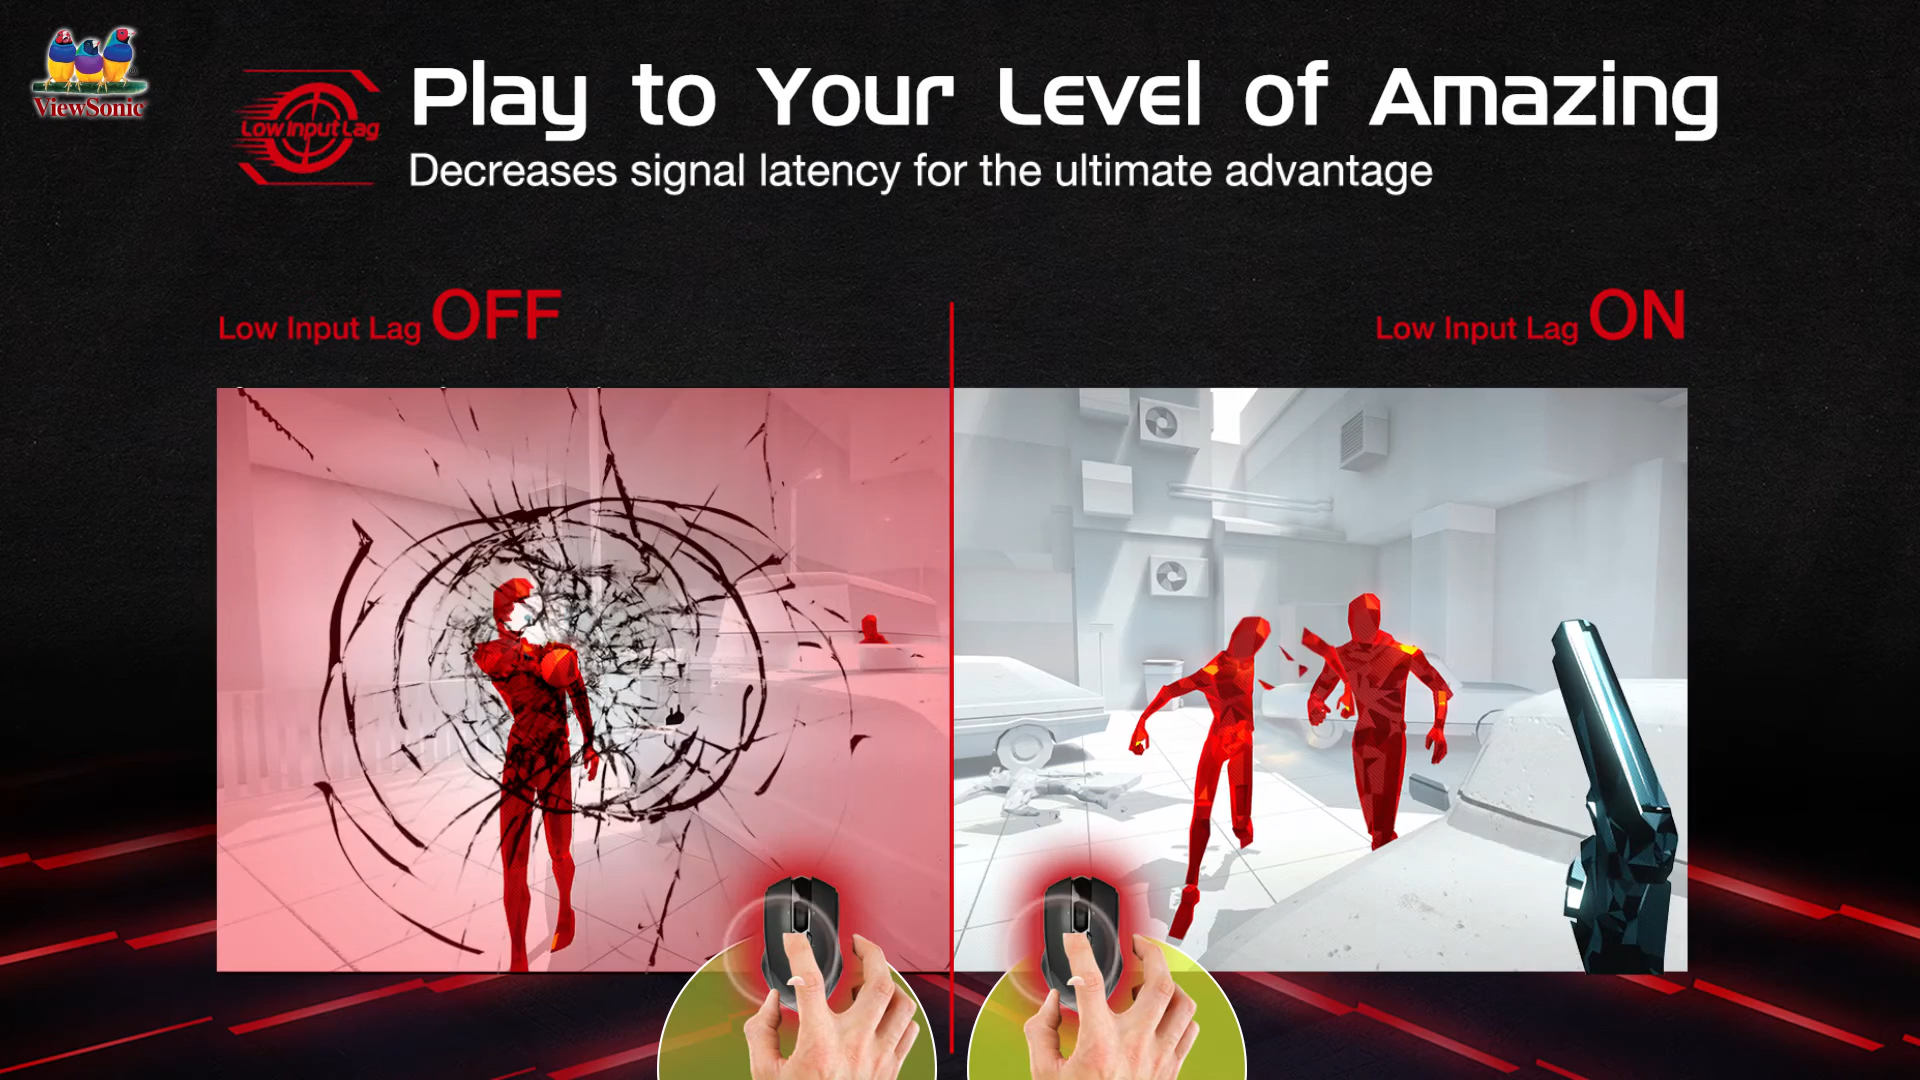 ViewSonic
Low Input Lag
Play to Your Level of Amazing
Decreases signal latency for the ultimate advantage
Low Input Lag OFF
Low Input Lag ON